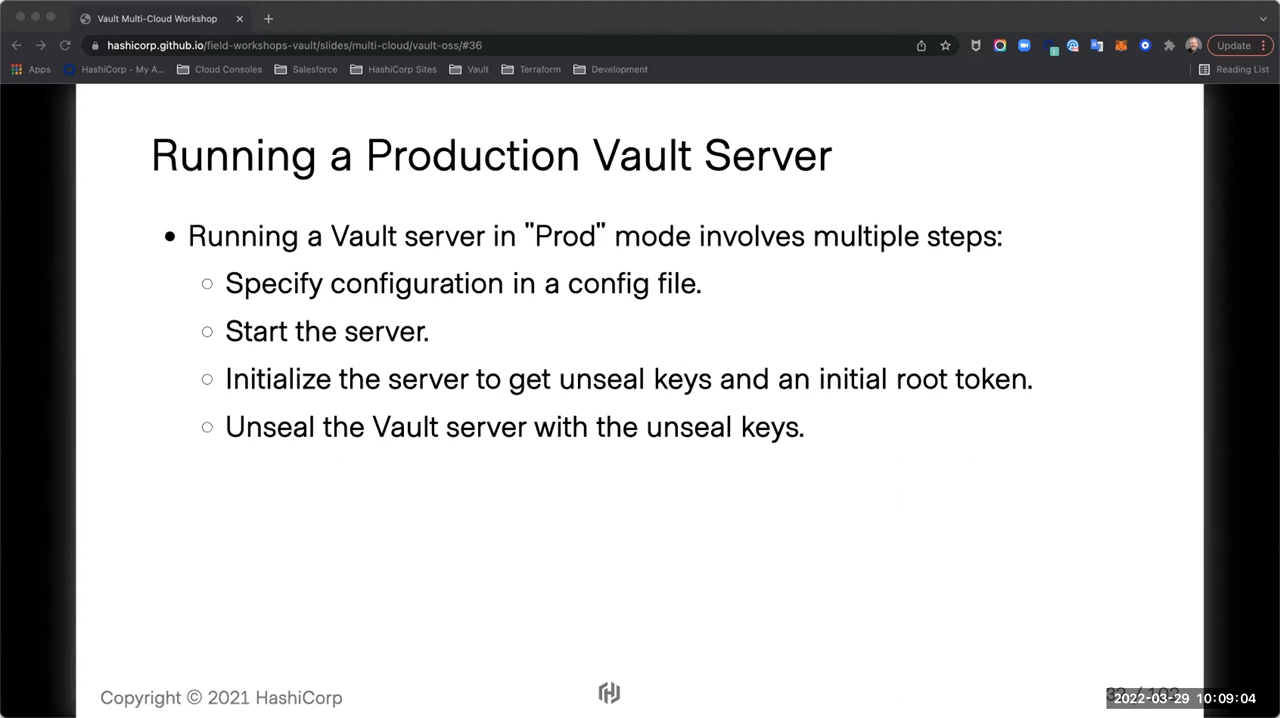 Vault Multi-Cloud Workshop
hashicorp.github.io/field-workshops-vault/slides/multi-cloud/vault-oss/#36
Update
Apps
HashiCorp - My A...
Cloud Consoles
Salesforce
HashiCorp Sites
Vault
Terraform
Development
Reading List
Running a Production Vault Server
Running a Vault server in "Prod" mode involves multiple steps:
Specify configuration in a config file.
Start the server.
Initialize the server to get unseal keys and an initial root token.
Unseal the Vault server with the unseal keys.
Copyright © 2021 HashiCorp
2022-03-29 10:09:04